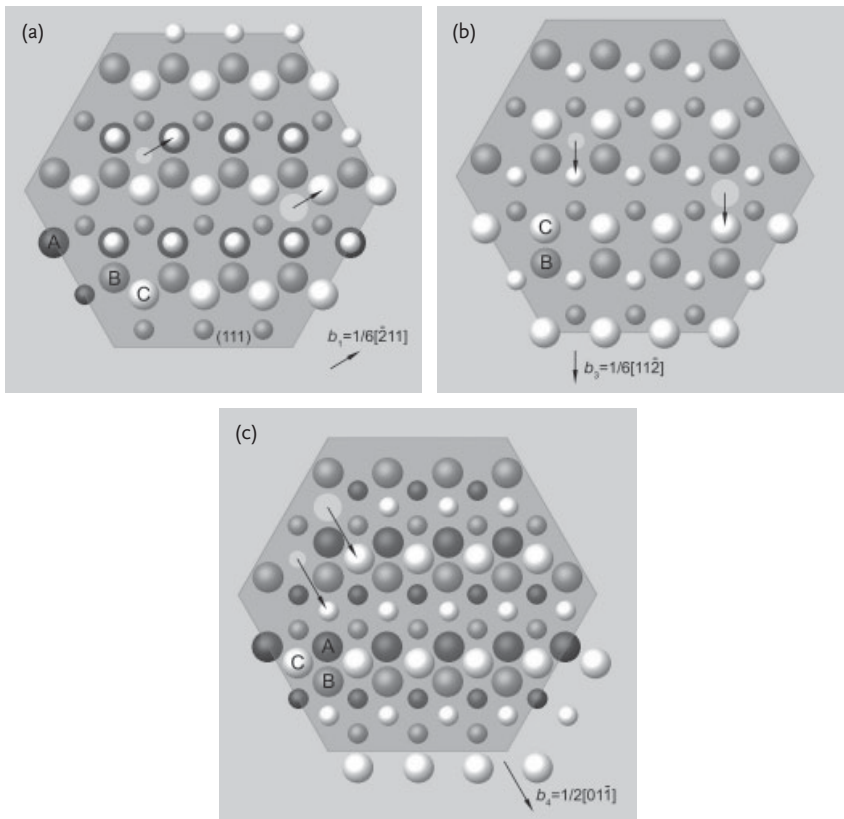 (a)
A
B
C
(111)
b₁=1/6[2̄11]
(b)
C
B
b₃=1/6[112̄]
(c)
A
C
B
b₄=1/2[011̄]